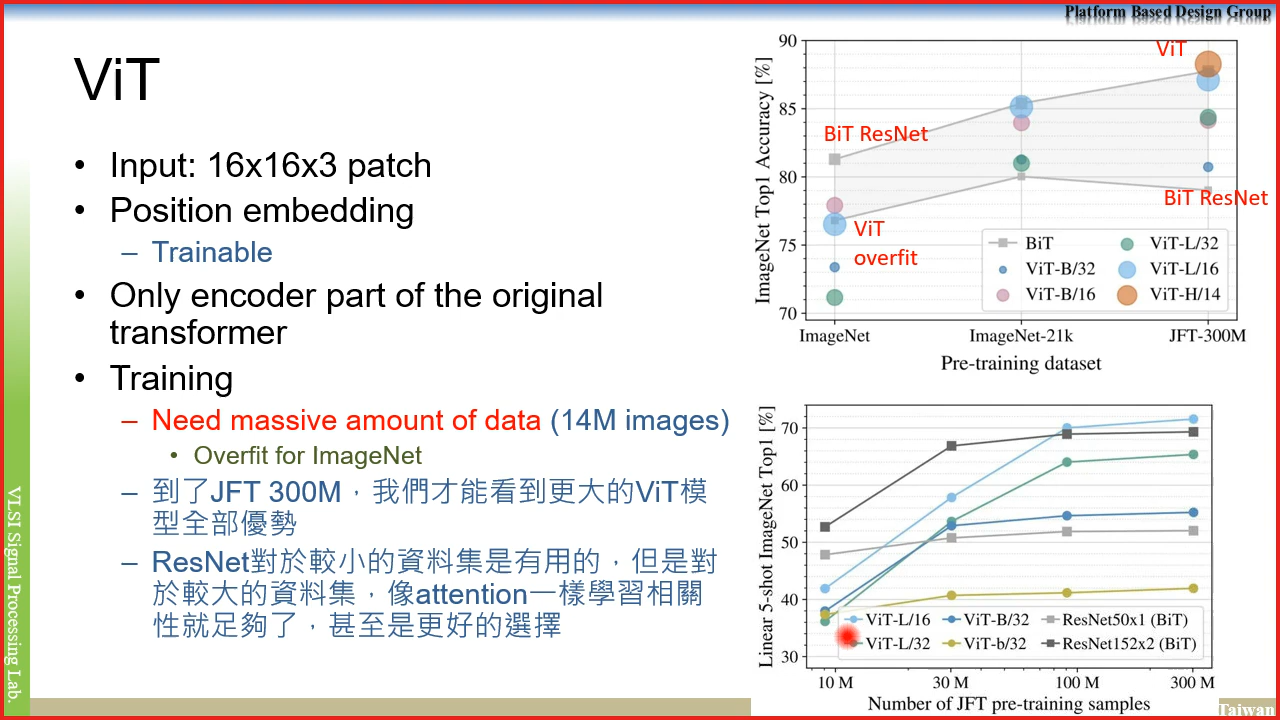 Platform Based Design Group
ViT
• Input: 16x16x3 patch
• Position embedding
– Trainable
• Only encoder part of the original
transformer
• Training
– Need massive amount of data (14M images)
• Overfit for ImageNet
– 到了JFT 300M，我們才能看到更大的ViT模
型全部優勢
– ResNet對於較小的資料集是有用的，但是對
於較大的資料集，像attention一樣學習相關
性就足夠了，甚至是更好的選擇
VLSI Signal Processing Lab.
ImageNet Top1 Accuracy [%]
90
85
80
75
70
ViT
BiT ResNet
BiT ResNet
ViT
overfit
BiT
ViT-B/32
ViT-B/16
ViT-L/32
ViT-L/16
ViT-H/14
ImageNet ImageNet-21k JFT-300M
Pre-training dataset
Linear 5-shot ImageNet Top1 [%]
70
60
50
40
30
ViT-L/16 ViT-B/32 ResNet50x1 (BiT)
ViT-L/32 ViT-b/32 ResNet152x2 (BiT)
10 M 30 M 100 M 300 M
Number of JFT pre-training samples
Taiwan